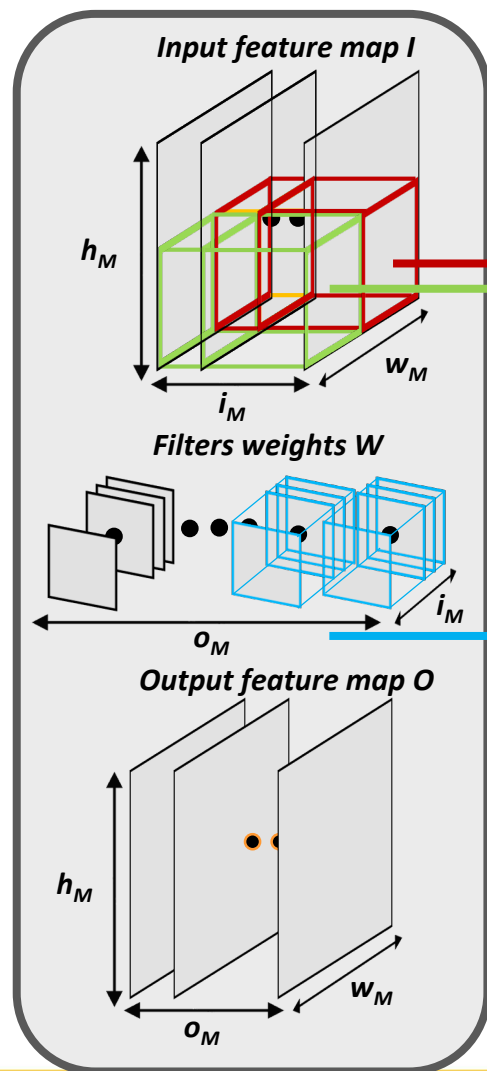 Input feature map I
h_M
w_M
i_M
Filters weights W
i_M
o_M
Output feature map O
h_M
w_M
o_M